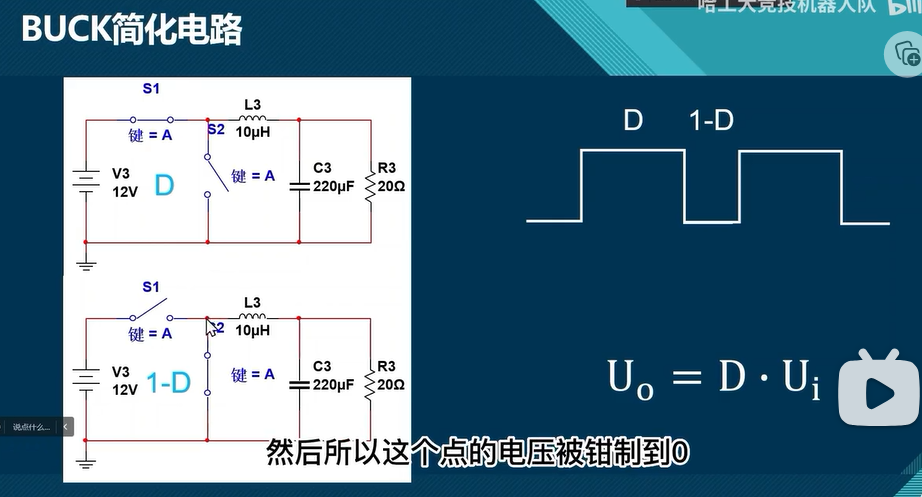 哈工大竞技机器人队
BUCK简化电路
S1
键 = A
L3
10µH
S2
键 = A
V3
12V
D
C3
220µF
R3
20Ω
D 1-D
S1
键 = A
L3
10µH
键 = A
V3
12V
1-D
C3
220µF
R3
20Ω
Uo = D · Ui
说点什么...
然后所以这个点的电压被钳制到0